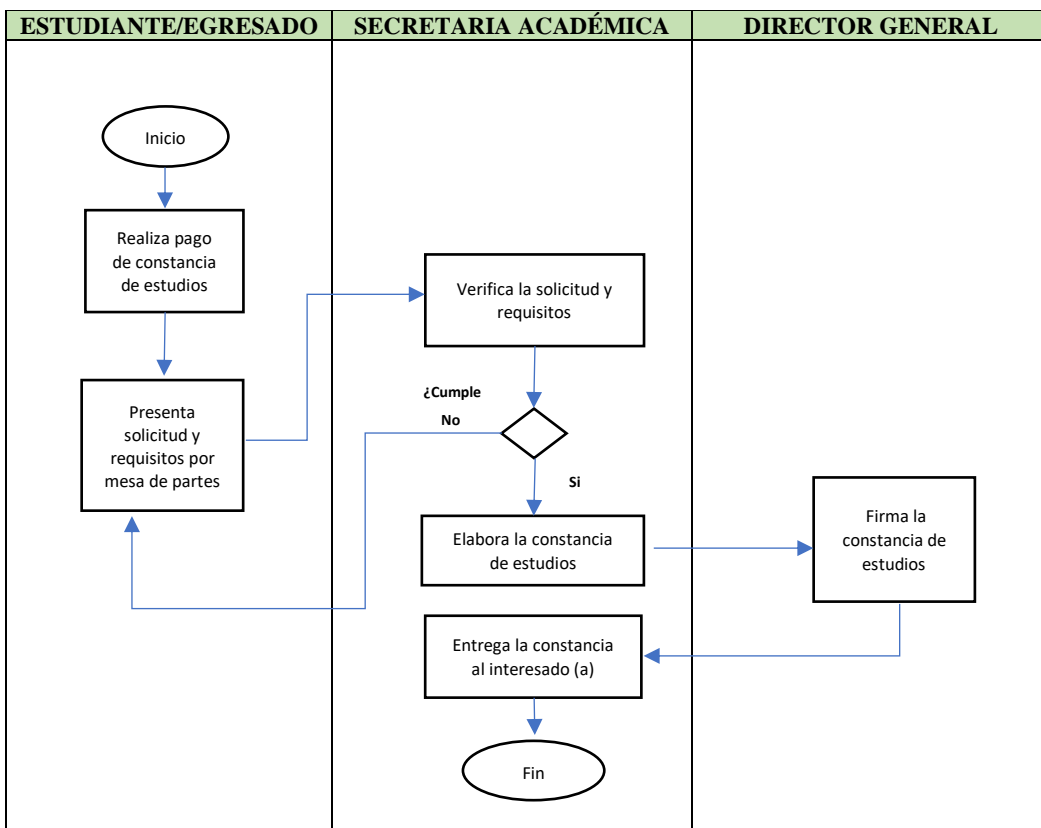 ESTUDIANTE/EGRESADO
SECRETARIA ACADÉMICA
DIRECTOR GENERAL
Inicio
Realiza pago
de constancia
de estudios
Presenta
solicitud y
requisitos por
mesa de partes
Verifica la solicitud y
requisitos
¿Cumple
No
Si
Elabora la constancia
de estudios
Firma la
constancia de
estudios
Entrega la constancia
al interesado (a)
Fin